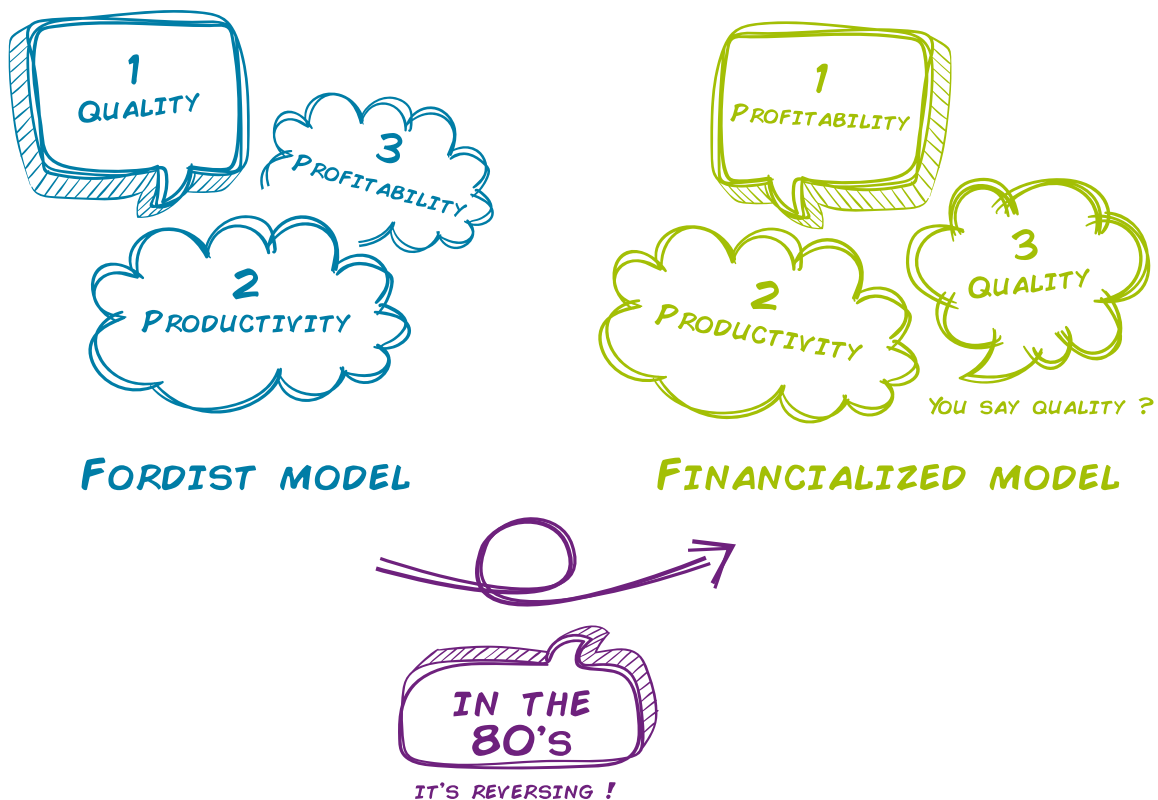 1
Quality
3
Profitability
2
Productivity
Fordist model
1
Profitability
3
Quality
2
Productivity
You say quality ?
Financialized model
in the
80's
it's reversing !